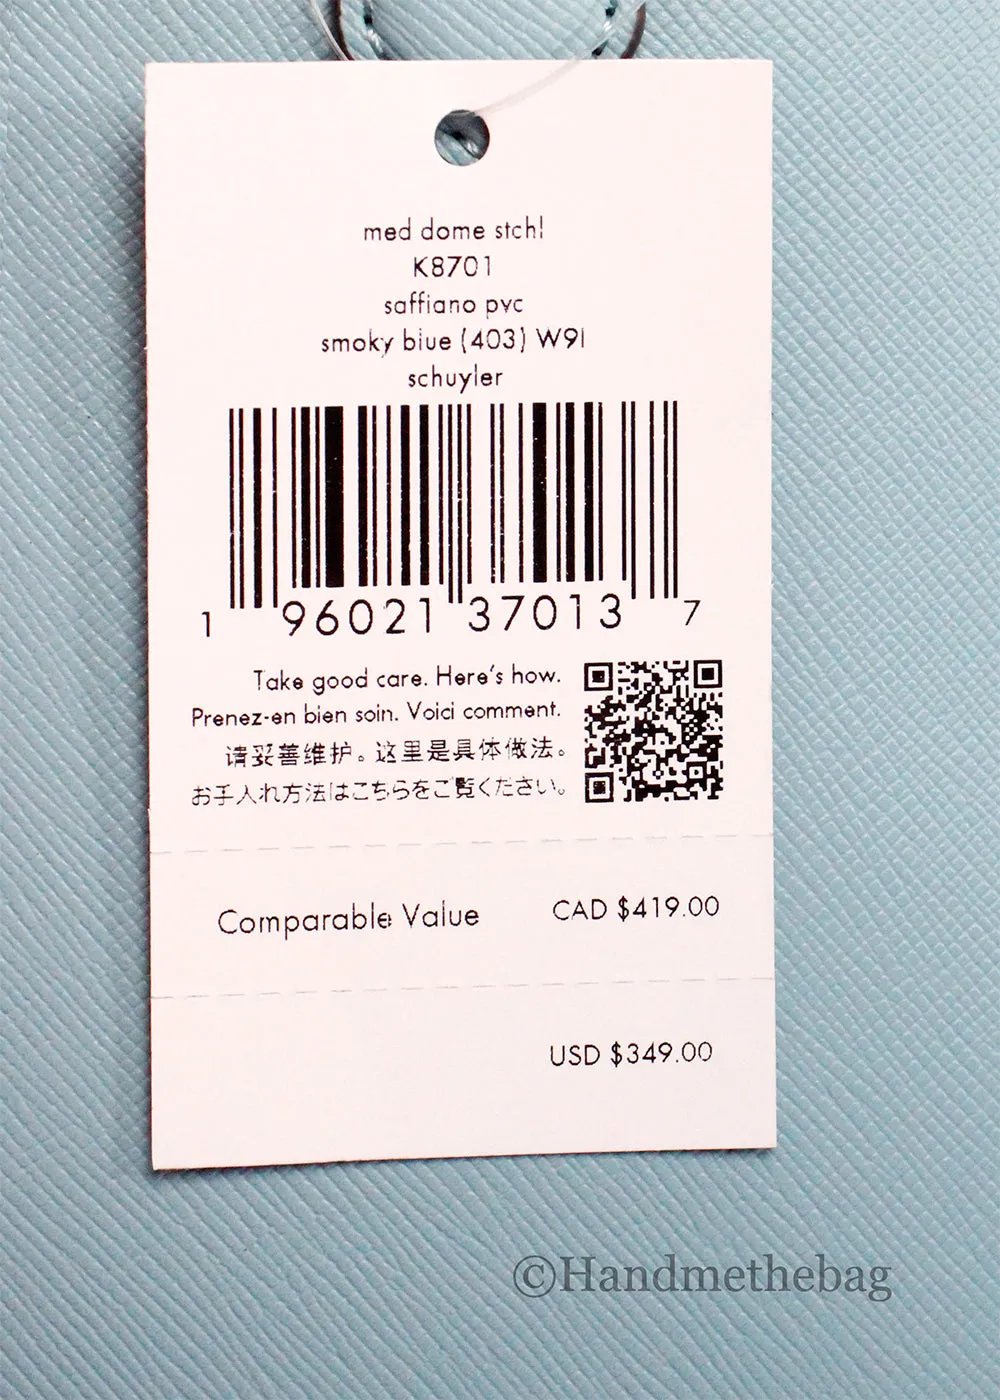 med dome stchl
K8701
saffiano pvc
smoky blue (403) W9I
schuyler
1 96021 37013 7
Take good care. Here's how.
Prenez-en bien soin. Voici comment.
请妥善维护。这里是具体做法。
お手入れ方法はこちらをご覧ください。
Comparable Value CAD $419.00
USD $349.00
©Handmethebag